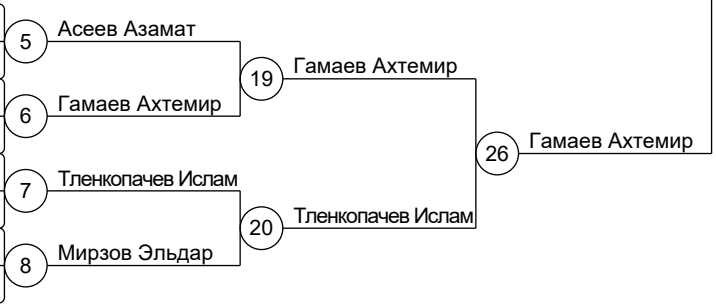 5 Асеев Азамат
19 Гамаев Ахтемир
6 Гамаев Ахтемир
26 Гамаев Ахтемир
7 Тленкопачев Ислам
20 Тленкопачев Ислам
8 Мирзов Эльдар